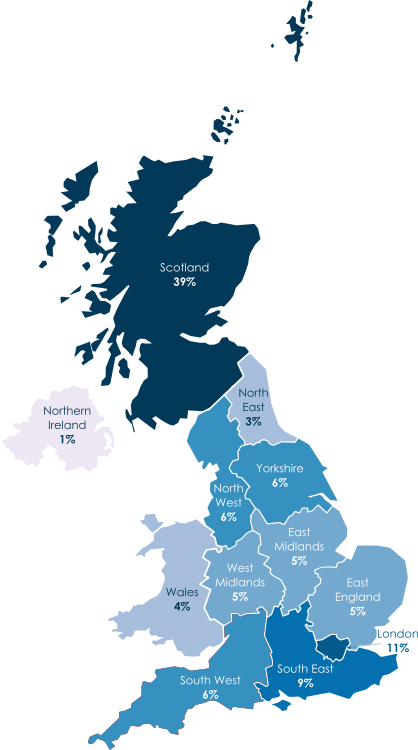 Scotland
39%
Northern
Ireland
1%
North
East
3%
Yorkshire
6%
North
West
6%
East
Midlands
5%
West
Midlands
5%
Wales
4%
East
England
5%
London
11%
South East
9%
South West
6%